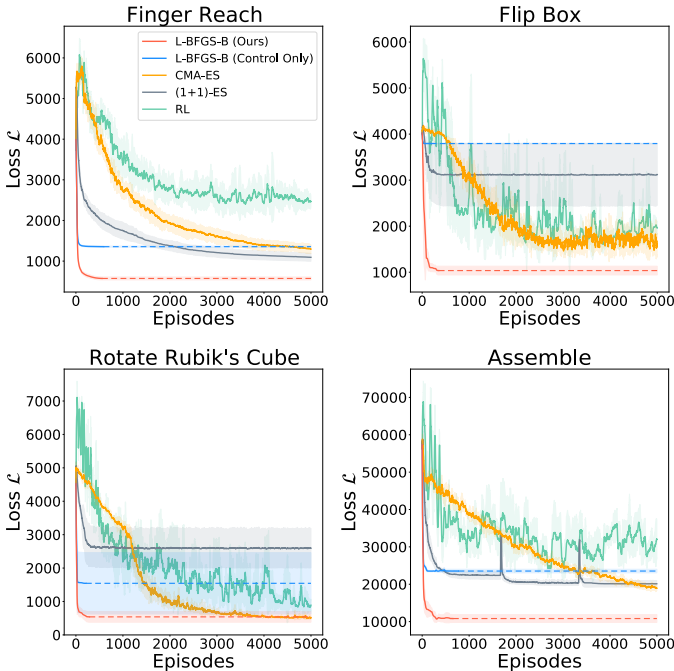 Finger Reach
Loss ℒ
6000
5000
4000
3000
2000
1000
L-BFGS-B (Ours)
L-BFGS-B (Control Only)
CMA-ES
(1+1)-ES
RL
0 1000 2000 3000 4000 5000
Episodes
Flip Box
Loss ℒ
6000
5000
4000
3000
2000
1000
0 1000 2000 3000 4000 5000
Episodes
Rotate Rubik's Cube
Loss ℒ
7000
6000
5000
4000
3000
2000
1000
0
0 1000 2000 3000 4000 5000
Episodes
Assemble
Loss ℒ
70000
60000
50000
40000
30000
20000
10000
0 1000 2000 3000 4000 5000
Episodes